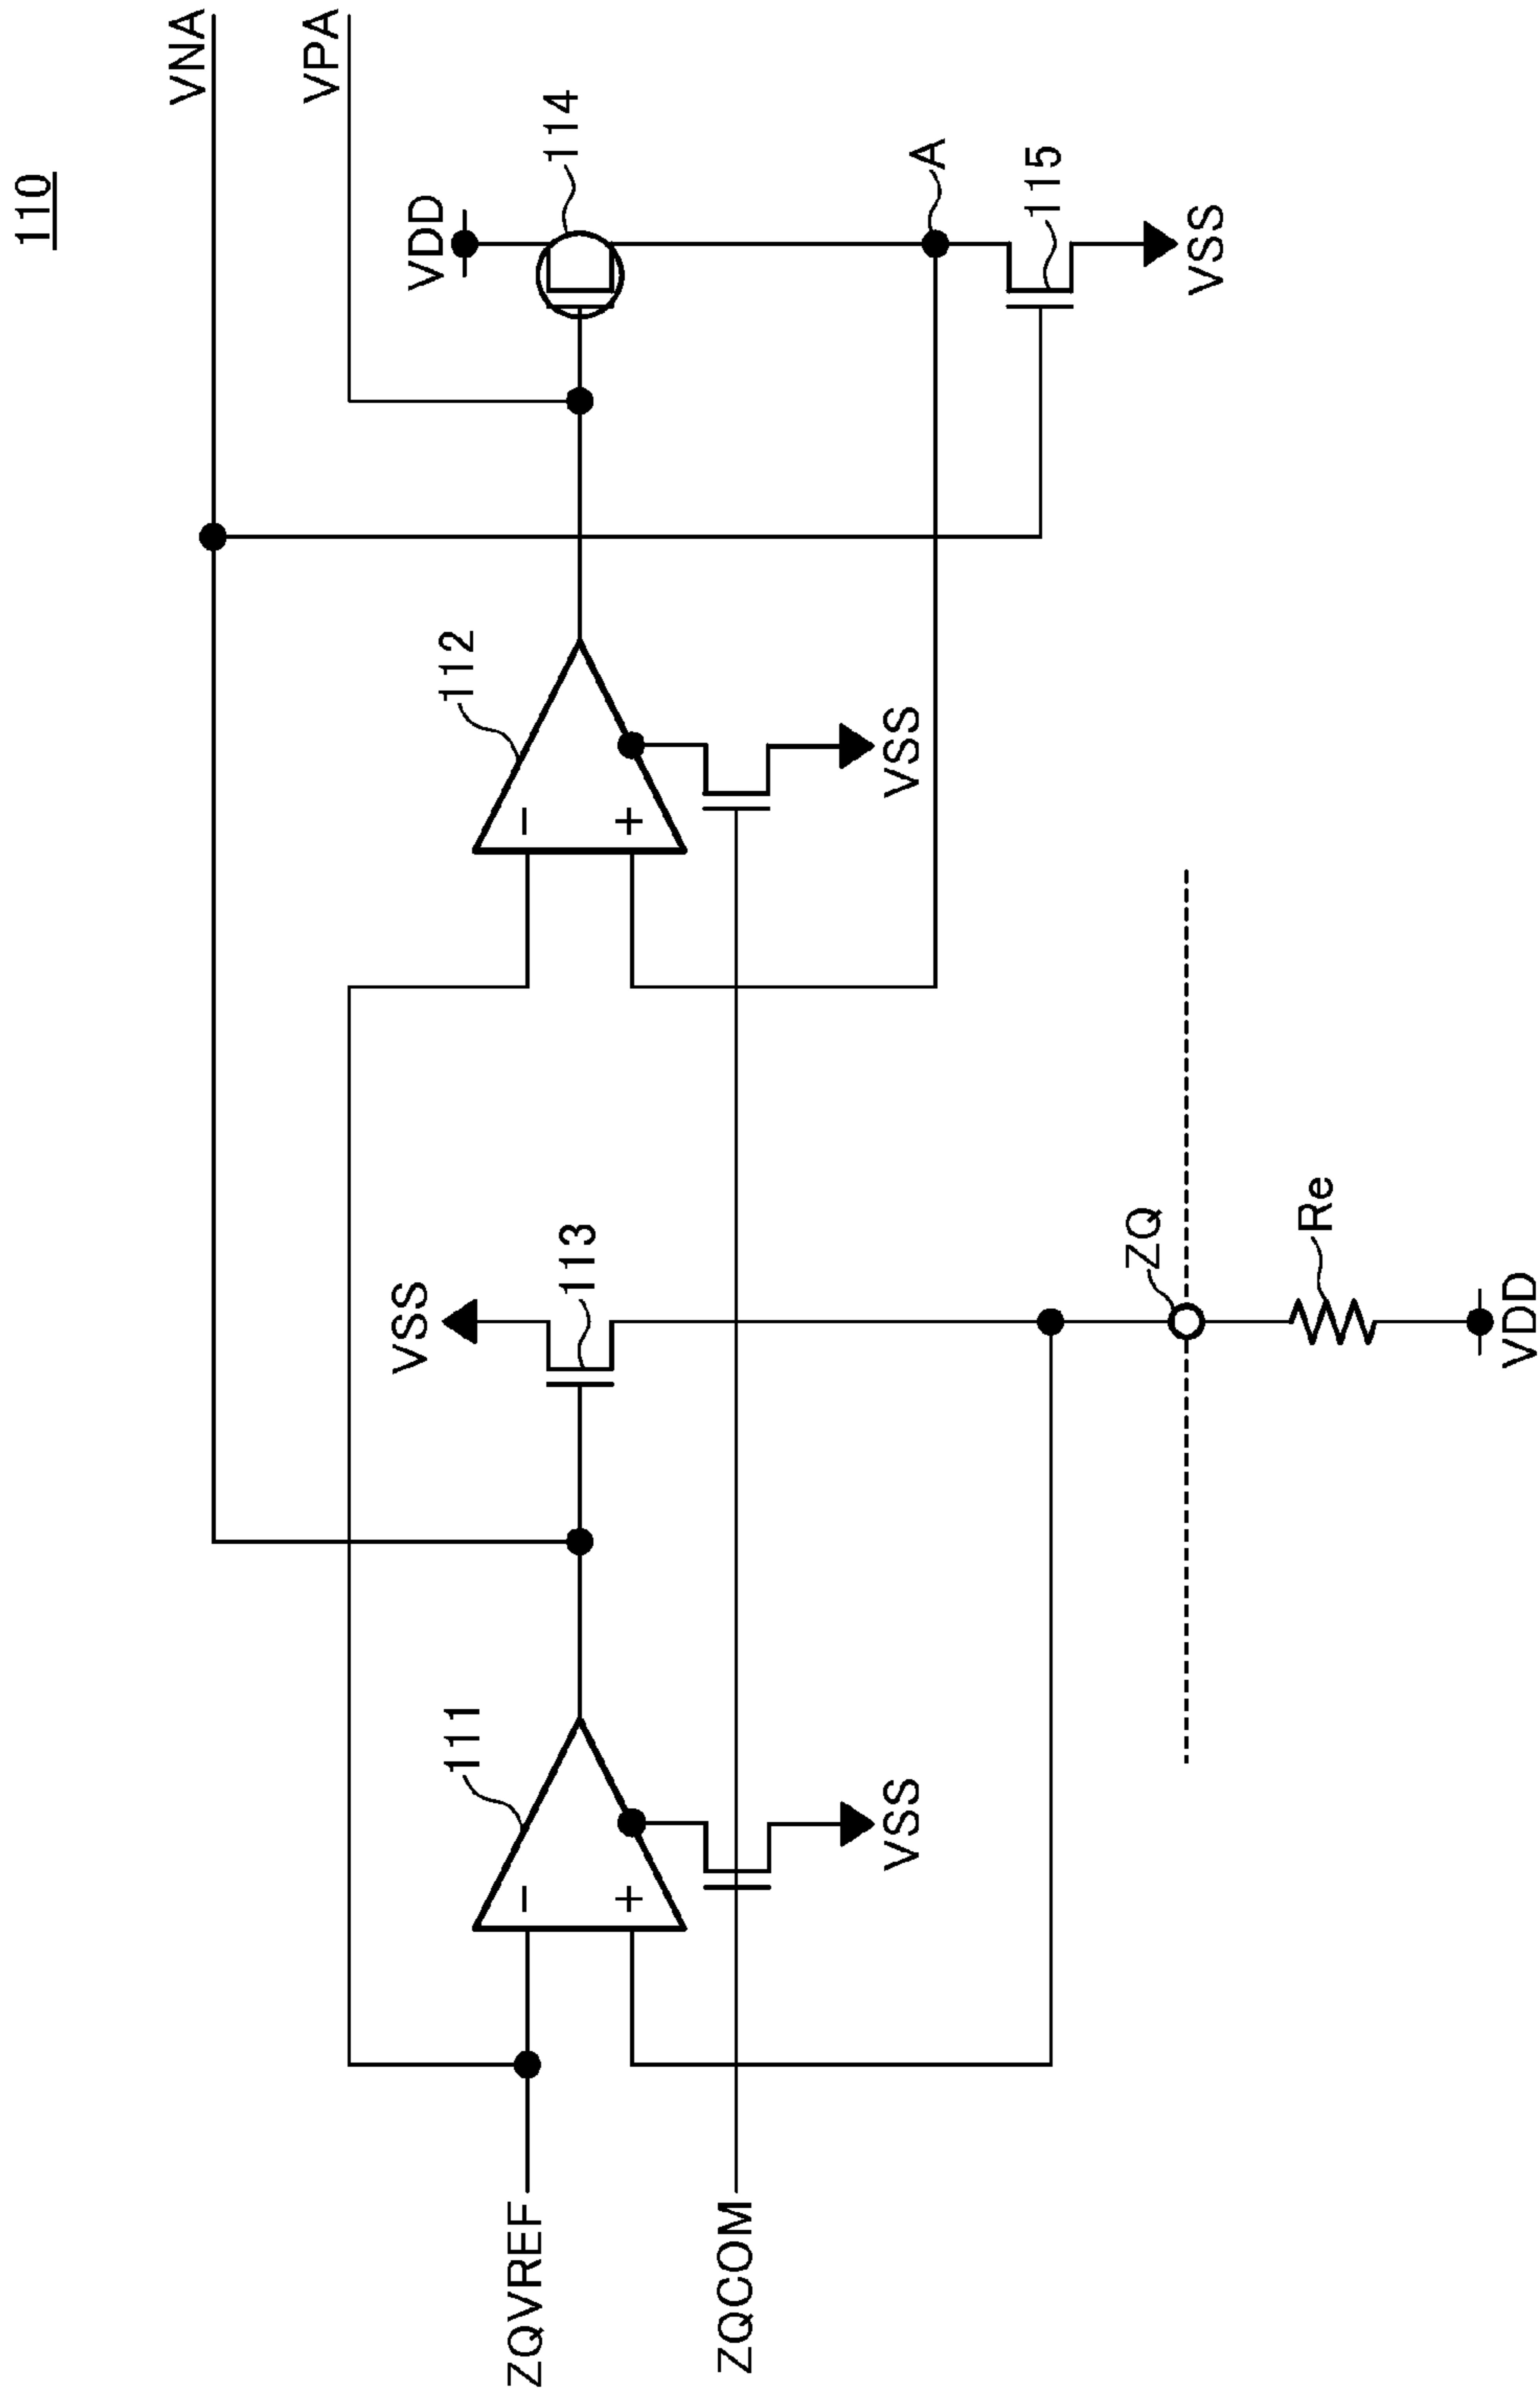 110
VNA
VPA
VDD
114
A
115
VSS
112
VSS
VSS
113
ZQ
Re
VDD
111
VSS
ZQVREF
ZQCOM
-
+
-
+